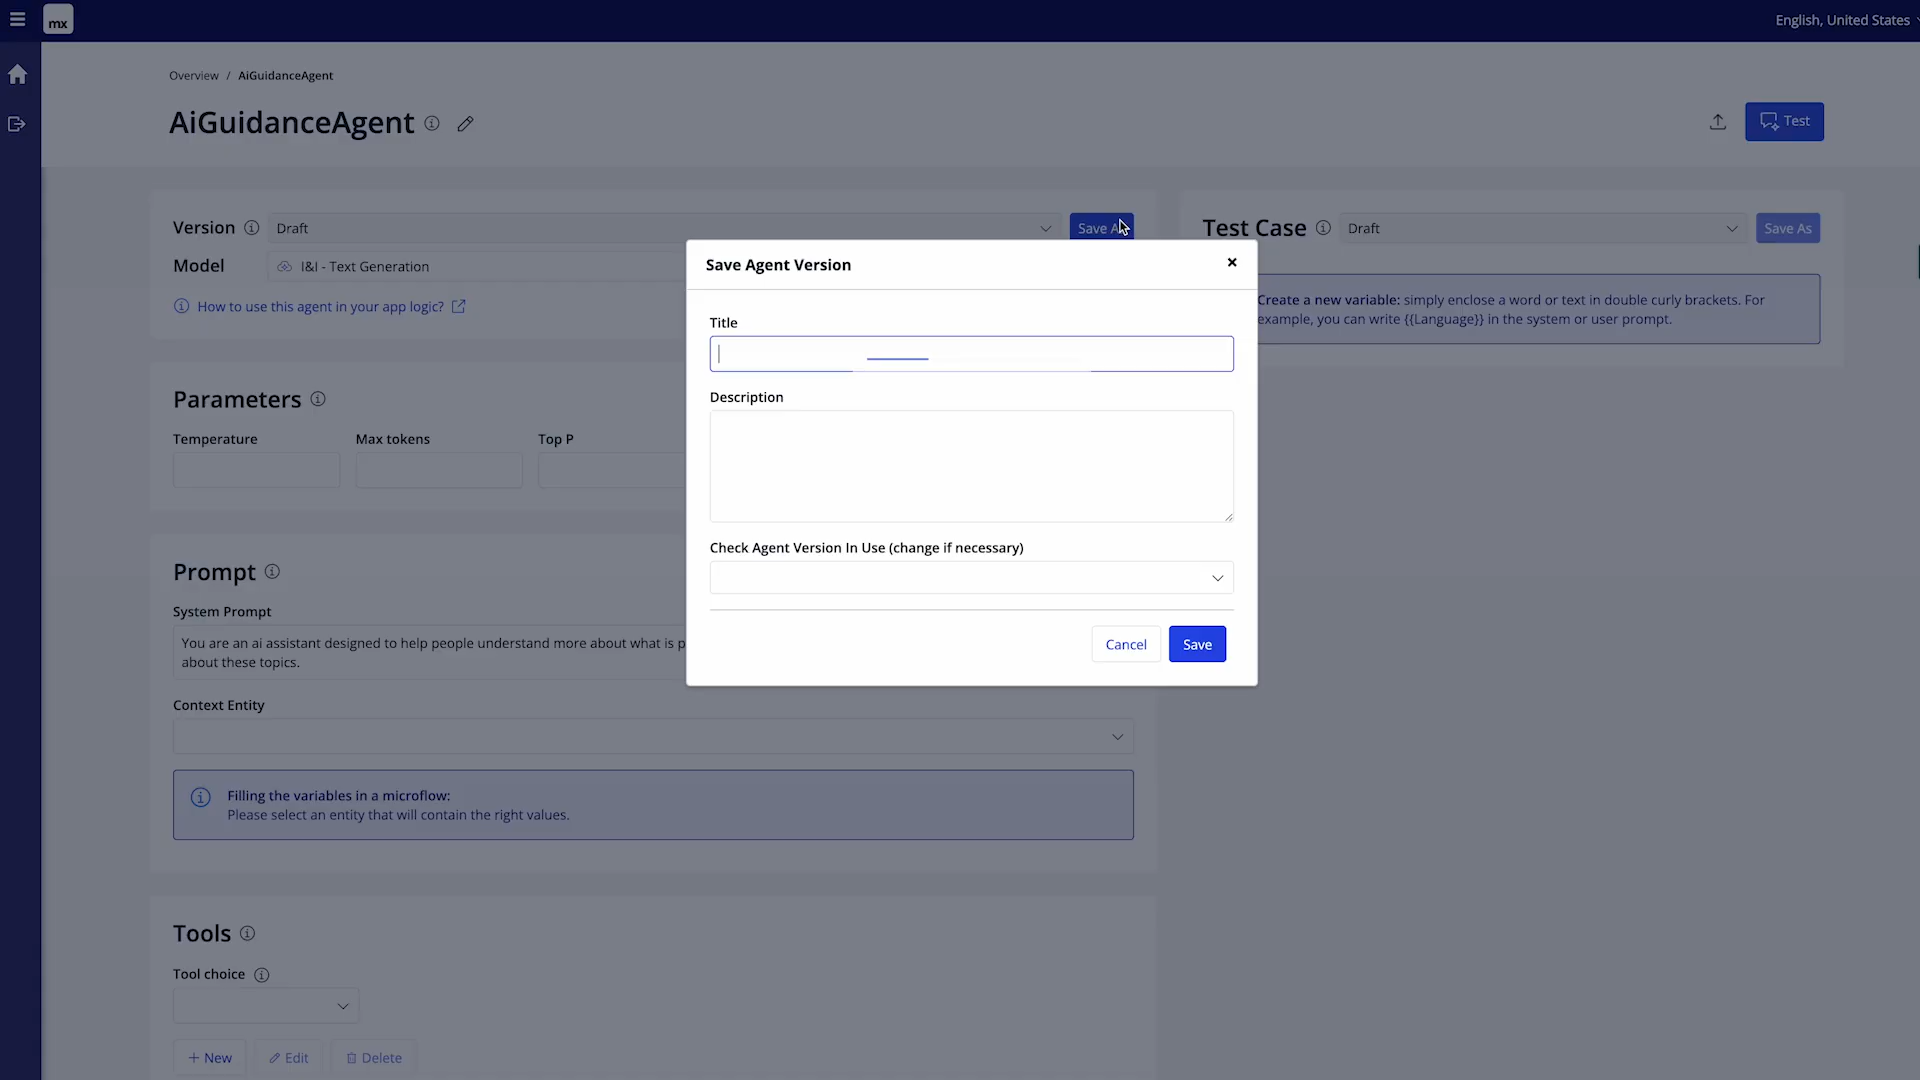 mx
English, United States
Overview / AiGuidanceAgent
AiGuidanceAgent
Test
Version
Draft
Save A
Model
I&I - Text Generation
How to use this agent in your app logic?
Test Case
Draft
Save As
Create a new variable: simply enclose a word or text in double curly brackets. For
example, you can write {{Language}} in the system or user prompt.
Save Agent Version
Title
Description
Check Agent Version In Use (change if necessary)
Cancel
Save
Parameters
Temperature
Max tokens
Top P
Prompt
System Prompt
You are an ai assistant designed to help people understand more about what is p
about these topics.
Context Entity
Filling the variables in a microflow:
Please select an entity that will contain the right values.
Tools
Tool choice
New
Edit
Delete